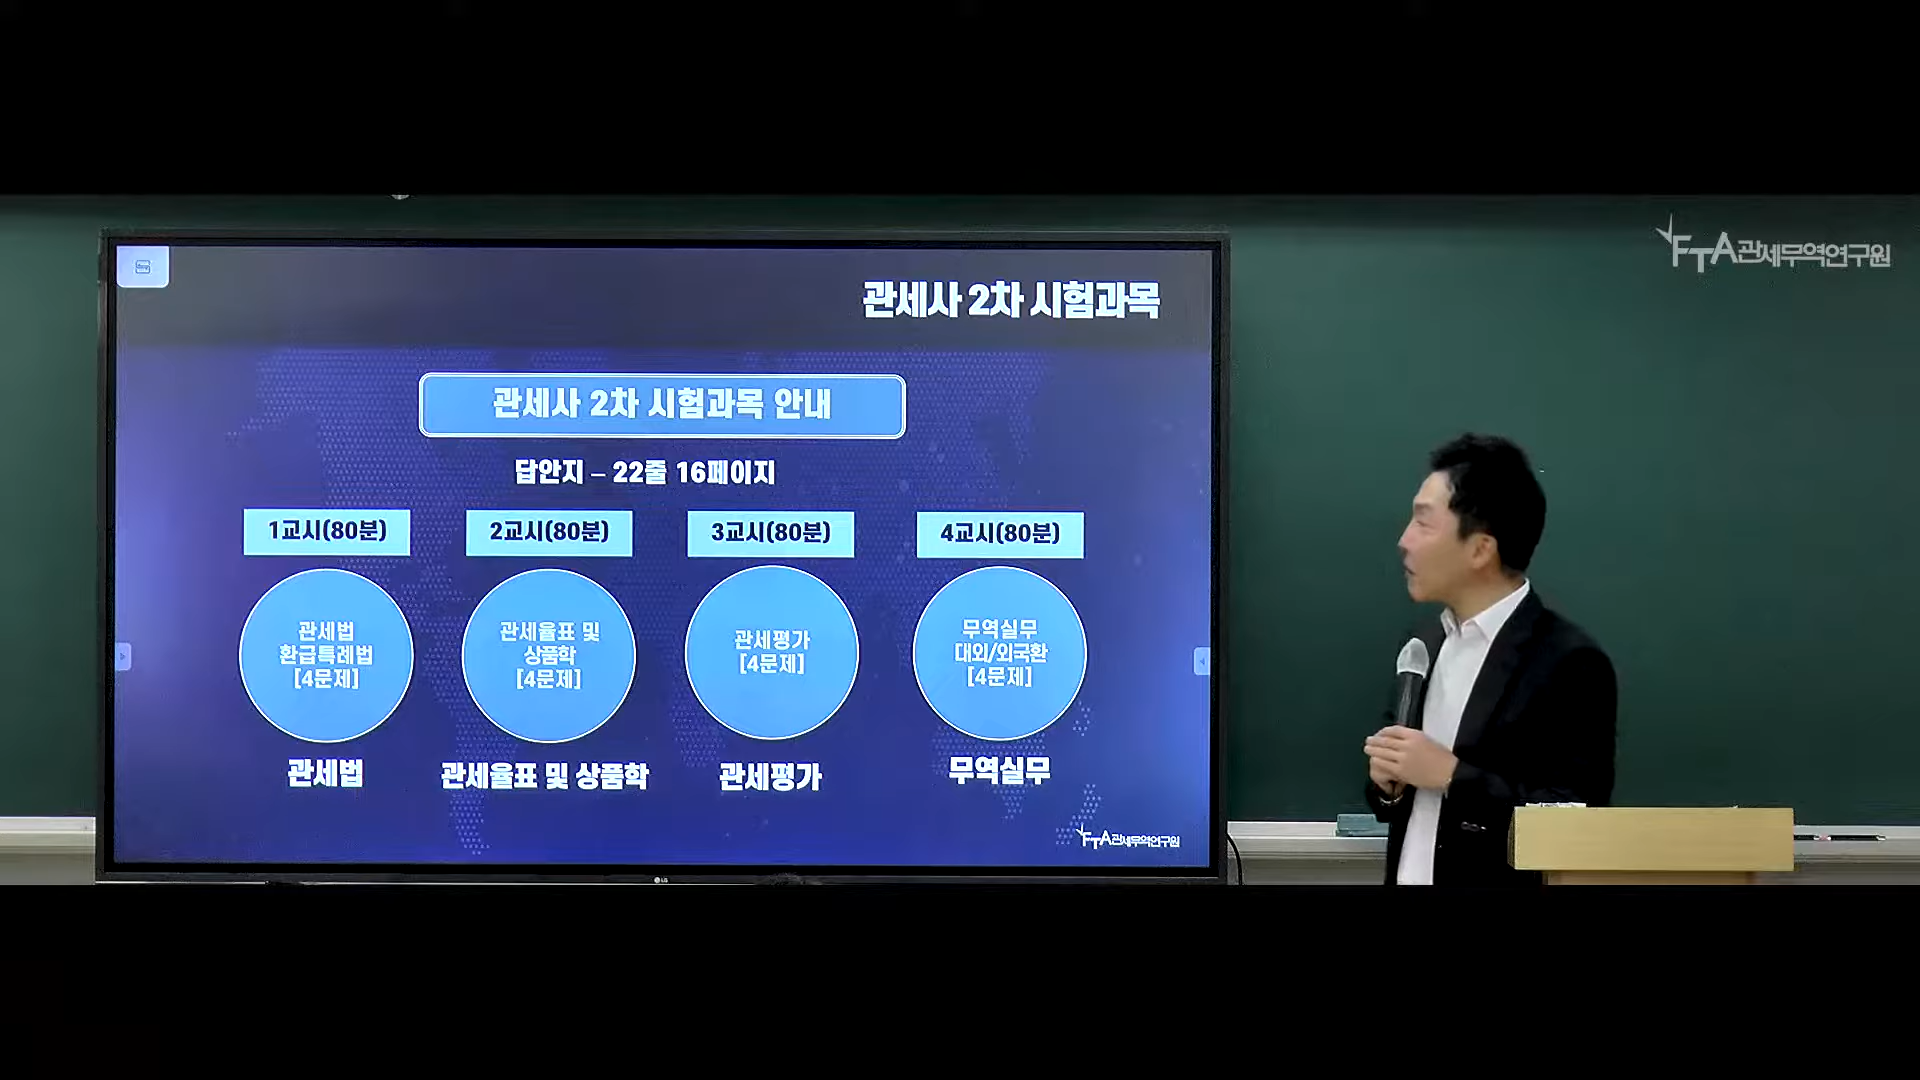 FTA관세무역연구원
관세사 2차 시험과목
관세사 2차 시험과목 안내
답안지 – 22줄 16페이지
1교시(80분)
2교시(80분)
3교시(80분)
4교시(80분)
관세법
환급특례법
[4문제]
관세율표 및
상품학
[4문제]
관세평가
[4문제]
무역실무
대외/외국환
[4문제]
관세법
관세율표 및 상품학
관세평가
무역실무
FTA관세무역연구원
LG